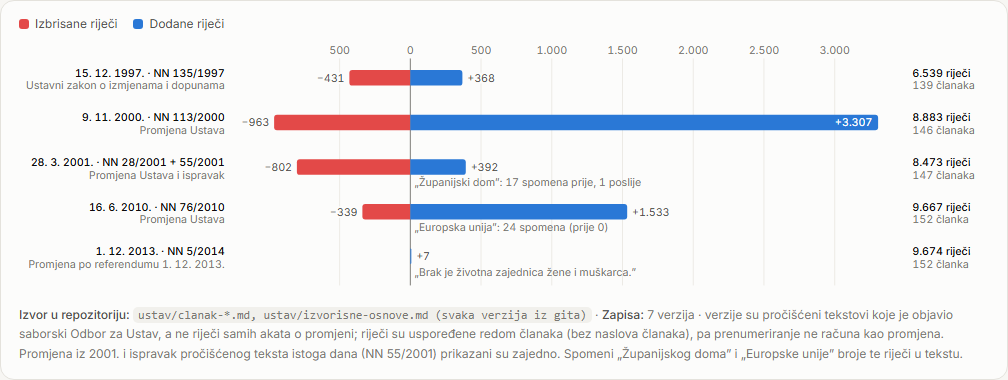 Izbrisane riječi Dodane riječi
500 0 500 1.000 1.500 2.000 2.500 3.000
15. 12. 1997. · NN 135/1997 −431 +368 6.539 riječi
Ustavni zakon o izmjenama i dopunama 139 članaka
9. 11. 2000. · NN 113/2000 −963 +3.307 8.883 riječi
Promjena Ustava 146 članaka
28. 3. 2001. · NN 28/2001 + 55/2001 −802 +392 8.473 riječi
Promjena Ustava i ispravak 147 članaka
„Županijski dom”: 17 spomena prije, 1 poslije
16. 6. 2010. · NN 76/2010 −339 +1.533 9.667 riječi
Promjena Ustava 152 članka
„Europska unija”: 24 spomena (prije 0)
1. 12. 2013. · NN 5/2014 +7 9.674 riječi
Promjena po referendumu 1. 12. 2013. 152 članka
„Brak je životna zajednica žene i muškarca.”
Izvor u repozitoriju: ustav/clanak-*.md, ustav/izvorisne-osnove.md (svaka verzija iz gita) · Zapisa: 7 verzija · verzije su pročišćeni tekstovi koje je objavio
saborski Odbor za Ustav, a ne riječi samih akata o promjeni; riječi su uspoređene redom članaka (bez naslova članaka), pa prenumeriranje ne računa kao promjena.
Promjena iz 2001. i ispravak pročišćenog teksta istoga dana (NN 55/2001) prikazani su zajedno. Spomeni „Županijskog doma” i „Europske unije” broje te riječi u tekstu.